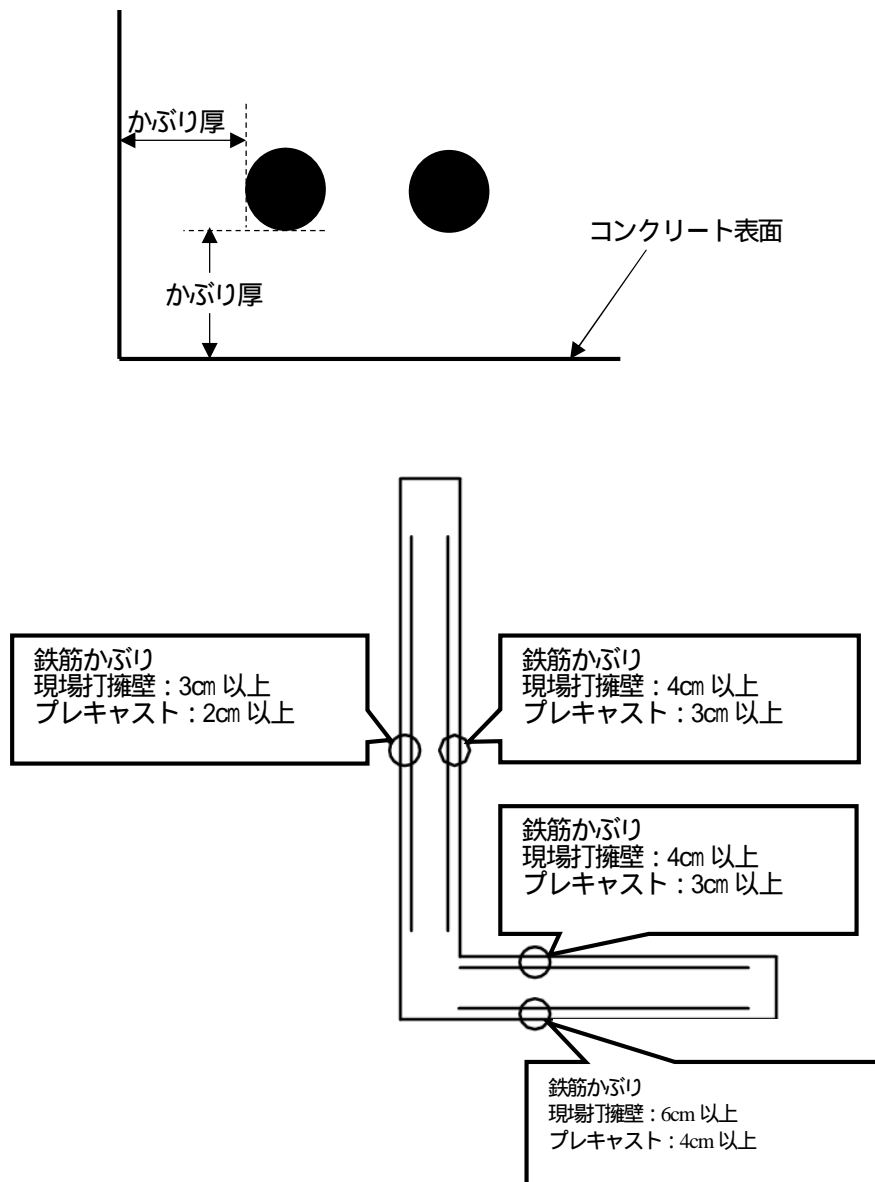 かぶり厚
コンクリート表面
かぶり厚
鉄筋かぶり
現場打擁壁:3㎝ 以上
プレキャスト:2㎝ 以上
鉄筋かぶり
現場打擁壁:4㎝ 以上
プレキャスト:3㎝ 以上
鉄筋かぶり
現場打擁壁:4㎝ 以上
プレキャスト:3㎝ 以上
鉄筋かぶり
現場打擁壁:6cm 以上
プレキャスト:4cm 以上